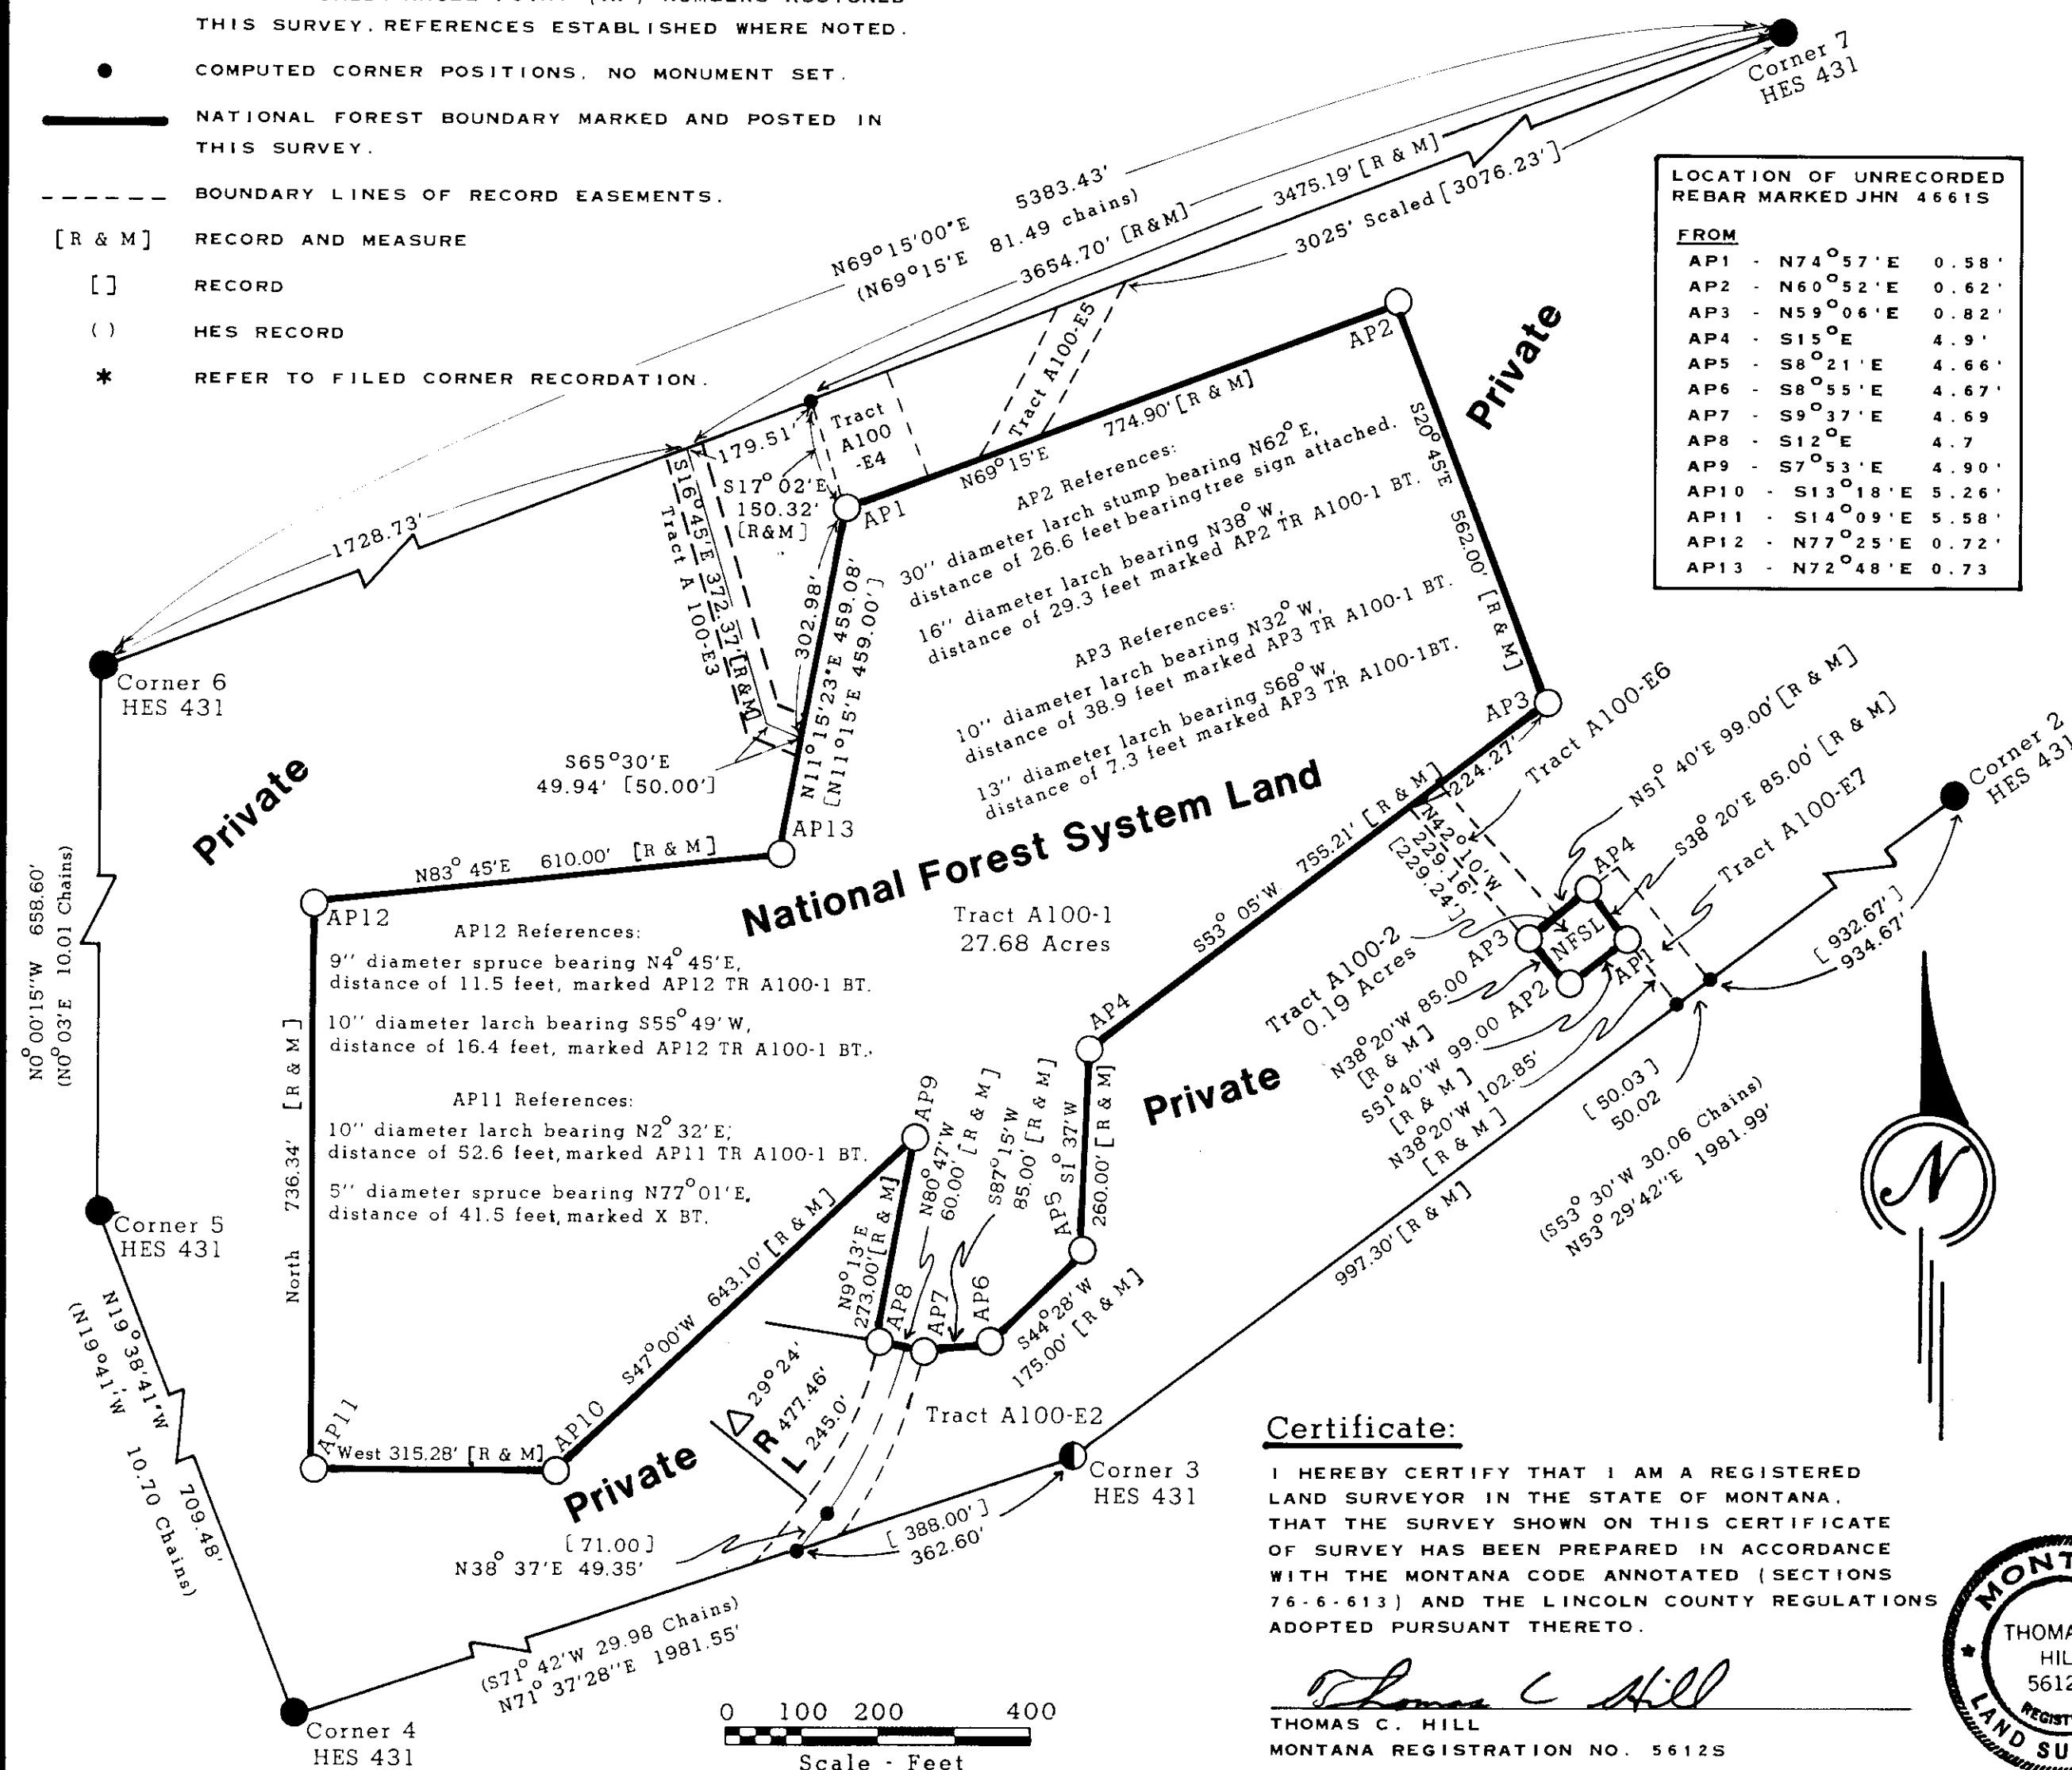 THIS SURVEY. REFERENCES ESTABLISHED WHERE NOTED.
COMPUTED CORNER POSITIONS, NO MONUMENT SET.
NATIONAL FOREST BOUNDARY MARKED AND POSTED IN
THIS SURVEY.
BOUNDARY LINES OF RECORD EASEMENTS.
[R & M] RECORD AND MEASURE
[] RECORD
( ) HES RECORD
* REFER TO FILED CORNER RECORDATION.
Corner 7
HES 431
N69°15'00"E 5383.43'
(N69°15'E 81.49 chains)
3654.70' [R&M]
3475.19' [R & M]
3025' Scaled [3076.23']
LOCATION OF UNRECORDED
REBAR MARKED JHN 4661S
FROM
AP1 - N74°57'E 0.58'
AP2 - N60°52'E 0.62'
AP3 - N59°06'E 0.82'
AP4 - S15°E 4.9'
AP5 - S8°21'E 4.66'
AP6 - S8°55'E 4.67'
AP7 - S9°37'E 4.69
AP8 - S12°E 4.7
AP9 - S7°53'E 4.90'
AP10 - S13°18'E 5.26'
AP11 - S14°09'E 5.58'
AP12 - N77°25'E 0.72'
AP13 - N72°48'E 0.73
1728.73'
179.51'
Tract
A100
-E4
Tract A100-E5
S17°02'E
150.32'
[R&M]
S16°45'E 372.37' [R&M]
Tract A 100-E3
AP1
N69°15'E
774.90' [R & M]
AP2
Private
S20°45'E 562.00' [R & M]
302.98'
N11°15'23"E 459.08'
[N11°15'E 459.00']
AP2 References:
30'' diameter larch stump bearing N62°E,
distance of 26.6 feet bearing tree sign attached.
16'' diameter larch bearing N38°W,
distance of 29.3 feet marked AP2 TR A100-1 BT.
AP3 References:
10'' diameter larch bearing N32°W,
distance of 38.9 feet marked AP3 TR A100-1 BT.
13'' diameter larch bearing S68°W,
distance of 7.3 feet marked AP3 TR A100-1BT.
Corner 6
HES 431
Private
S65°30'E
49.94' [50.00']
AP13
N83°45'E 610.00' [R & M]
AP3
224.27'
Tract A100-E6
N51°40'E 99.00' [R & M]
S38°20'E 85.00' [R & M]
Tract A100-E7
Corner 2
HES 431
[932.67']
934.67'
National Forest System Land
Tract A100-1
27.68 Acres
S53°05'W 755.21' [R & M]
N42°10'W
229.16'
[229.24']
AP4
AP3
NFSL
AP1
AP2
Tract A100-2
0.19 Acres
N38°20'W 85.00
[R & M]
S51°40'W 99.00
[R & M]
N38°20'W 102.85'
[R & M]
[50.03]
50.02
(S53°30'W 30.06 Chains)
N53°29'42''E 1981.99'
997.30' [R & M]
N0°00'15"W 658.60'
(N0°03'E 10.01 Chains)
AP12
AP12 References:
9'' diameter spruce bearing N4°45'E,
distance of 11.5 feet, marked AP12 TR A100-1 BT.
10'' diameter larch bearing S55°49'W,
distance of 16.4 feet, marked AP12 TR A100-1 BT.
AP11 References:
10'' diameter larch bearing N2°32'E,
distance of 52.6 feet, marked AP11 TR A100-1 BT.
5'' diameter spruce bearing N77°01'E,
distance of 41.5 feet, marked X BT.
North 736.34' [R & M]
Private
AP4
S1°37'W
260.00' [R & M]
AP5
S44°28'W
175.00' [R & M]
AP6
S87°15'W
85.00' [R & M]
AP7
N80°47'W
60.00' [R & M]
AP8
N9°13'E
273.00' [R & M]
AP9
S47°00'W 643.10' [R & M]
AP10
West 315.28' [R & M]
AP11
Corner 5
HES 431
N19°38'41"W 709.48'
(N19°41'W 10.70 Chains)
Private
△ 29°24'
R 477.46'
L 245.0'
Tract A100-E2
[71.00]
N38°37'E 49.35'
[388.00']
362.60'
Corner 3
HES 431
(S71°42'W 29.98 Chains)
N71°37'28''E 1981.55'
Corner 4
HES 431
0 100 200 400
Scale - Feet
N
Certificate:
I HEREBY CERTIFY THAT I AM A REGISTERED
LAND SURVEYOR IN THE STATE OF MONTANA,
THAT THE SURVEY SHOWN ON THIS CERTIFICATE
OF SURVEY HAS BEEN PREPARED IN ACCORDANCE
WITH THE MONTANA CODE ANNOTATED (SECTIONS
76-6-613) AND THE LINCOLN COUNTY REGULATIONS
ADOPTED PURSUANT THERETO.
Thomas C Hill
THOMAS C. HILL
MONTANA REGISTRATION NO. 5612S